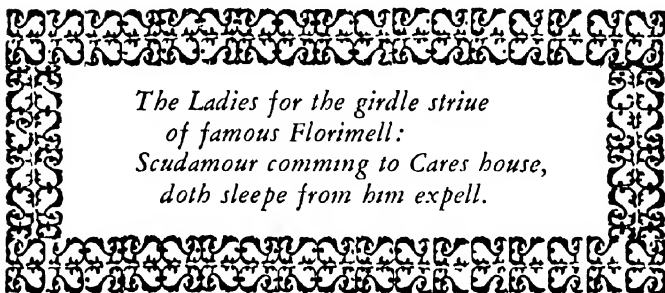 The Ladies for the girdle striue
of famous Florimell:
Scudamour comming to Cares house,
doth sleepe from him expell.